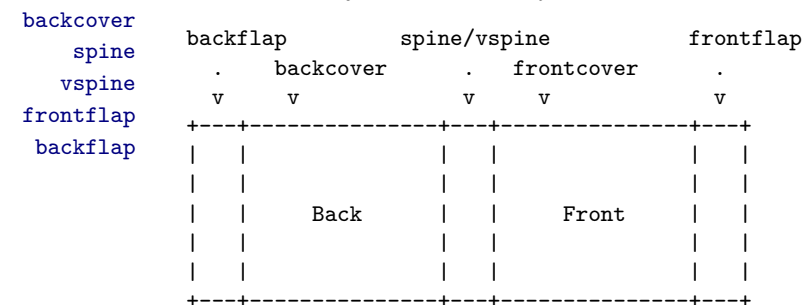 backcover
spine
vspine
frontflap
backflap
backflap spine/vspine frontflap
. backcover . frontcover .
v v v v v
+---+---------------+---+---------------+---+
| | | | | |
| | | | | |
| | Back | | Front | |
| | | | | |
| | | | | |
+---+---------------+---+---------------+---+